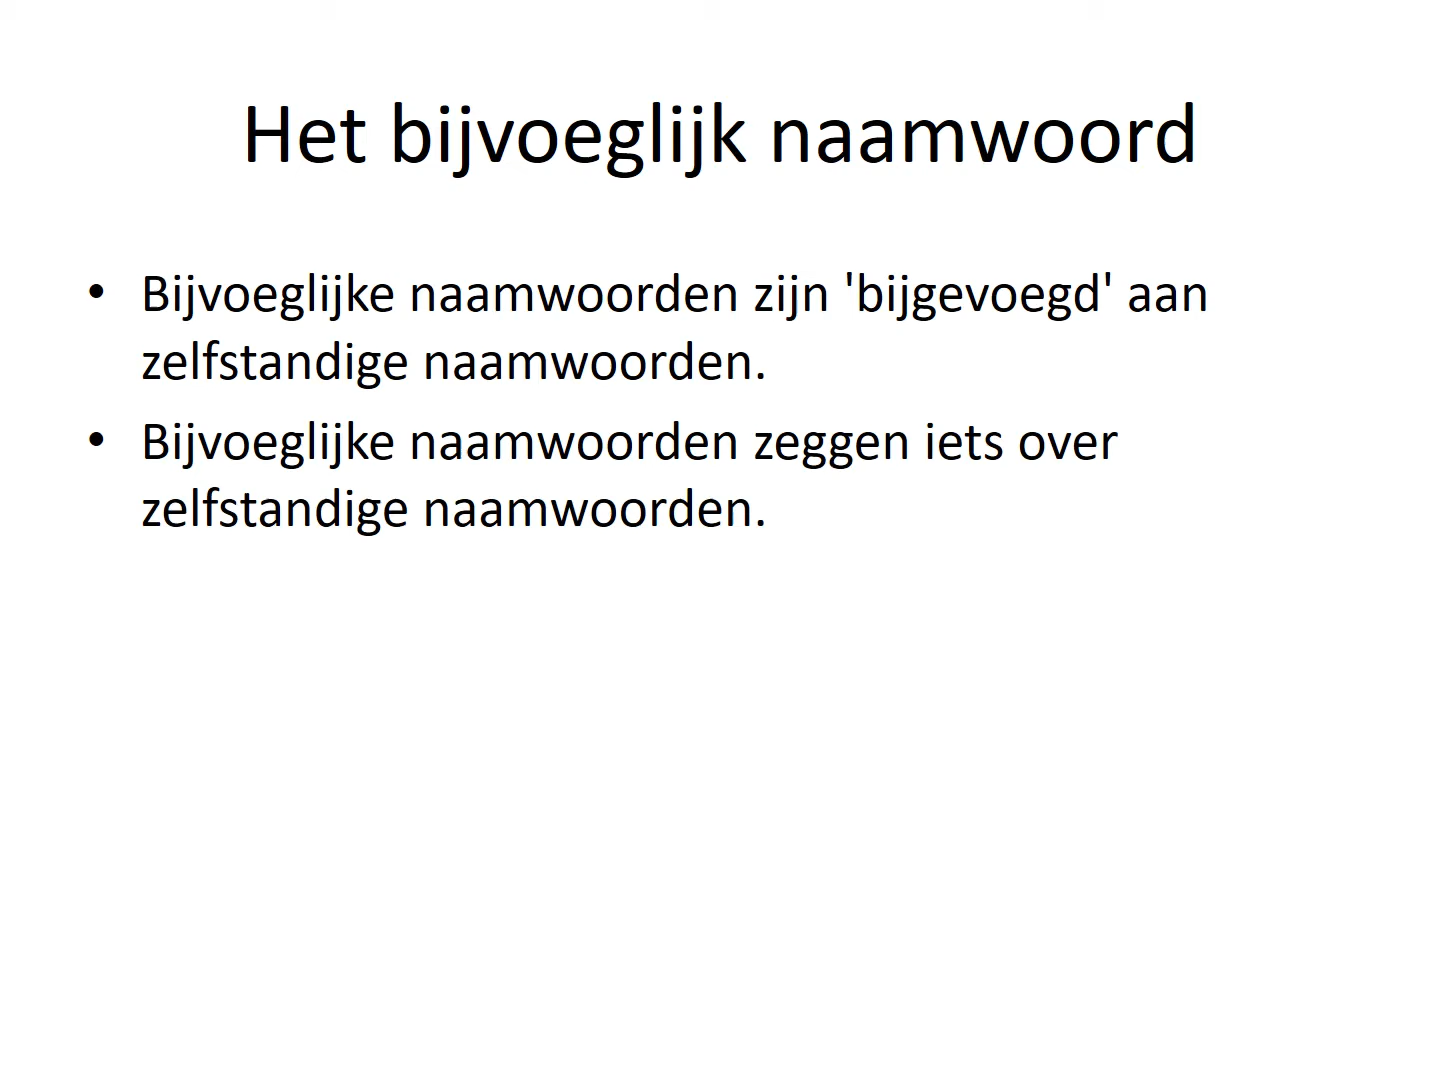 Het bijvoeglijk naamwoord
• Bijvoeglijke naamwoorden zijn 'bijgevoegd' aan
zelfstandige naamwoorden.
• Bijvoeglijke naamwoorden zeggen iets over
zelfstandige naamwoorden.